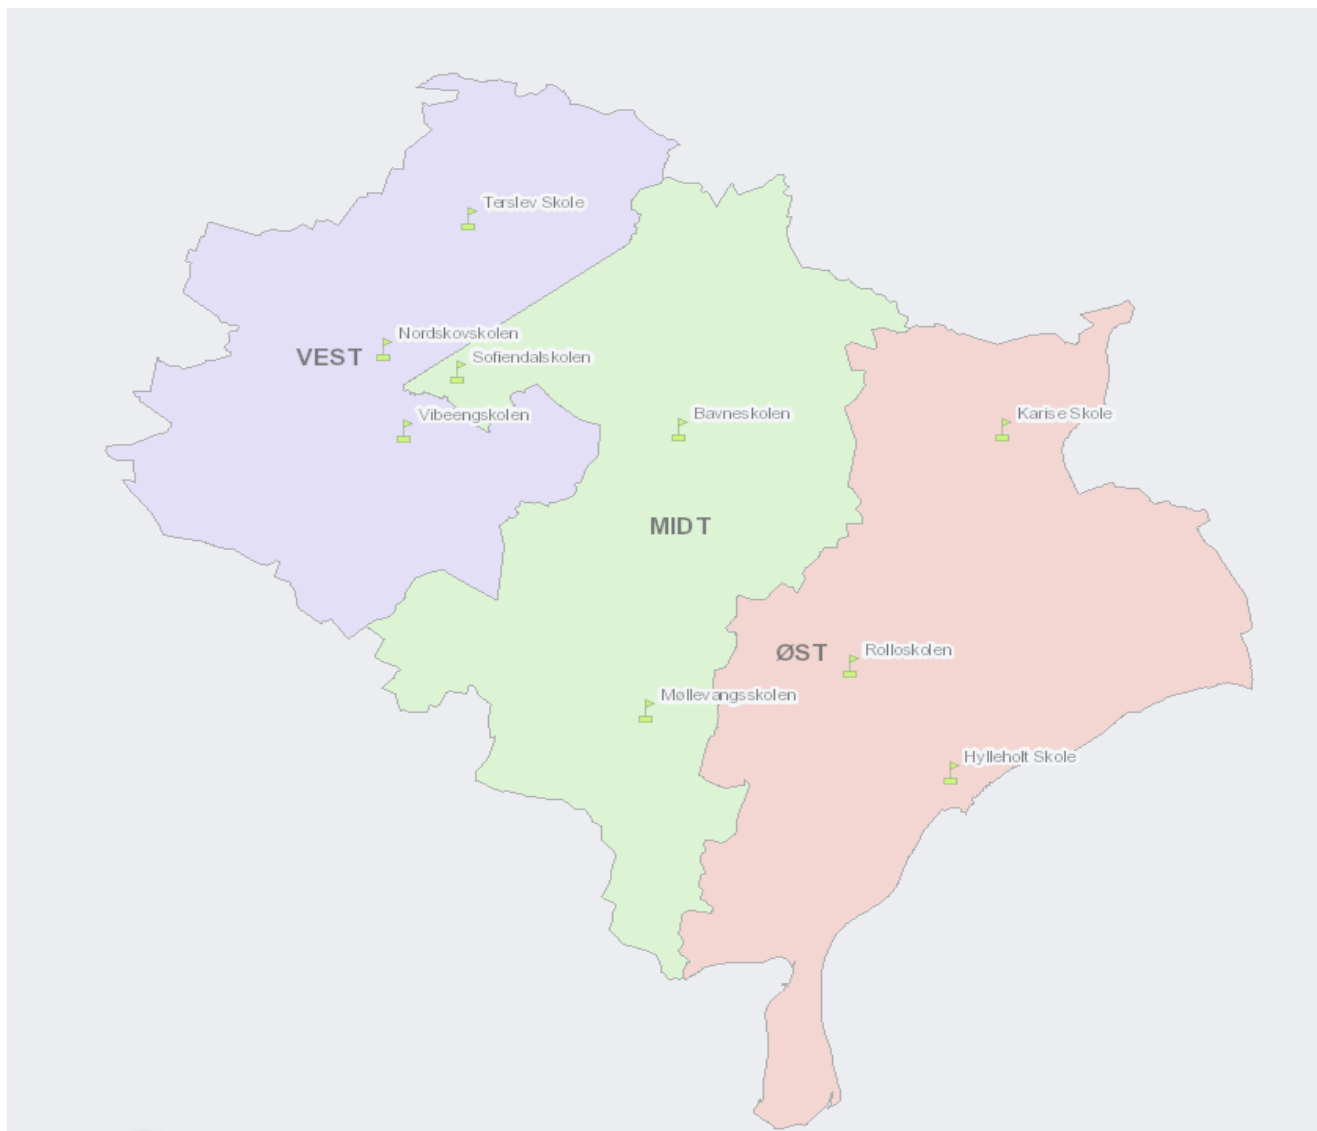 Terslev Skole
Nordskovskolen
VEST
Sofiendalskolen
Vibeengskolen
Bavneskolen
Karise Skole
MIDT
ØST
Rolloskolen
Møllevangsskolen
Hylleholt Skole